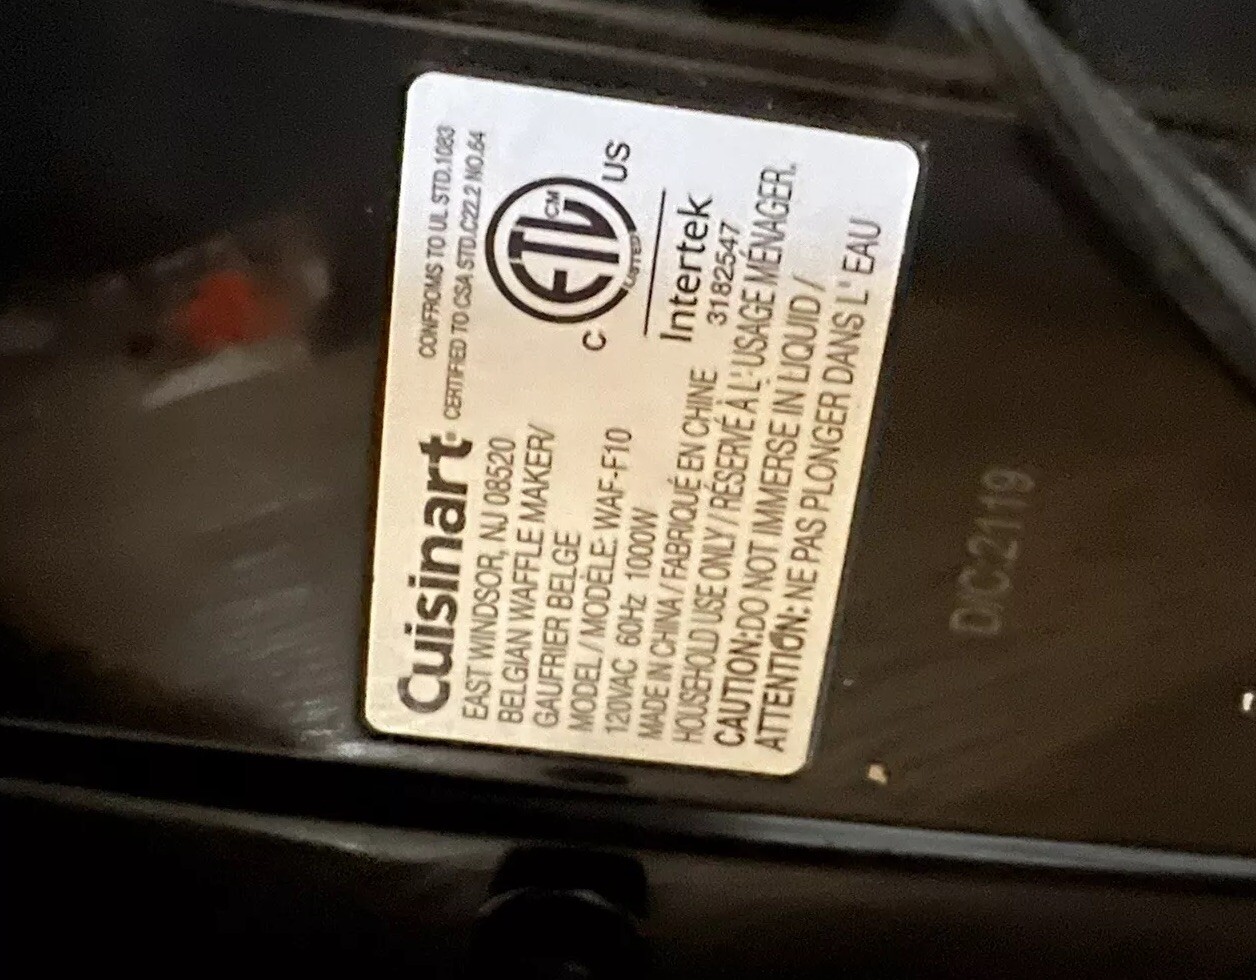 Cuisinart®
EAST WINDSOR, NJ 08520
BELGIAN WAFFLE MAKER/
GAUFRIER BELGE
MODEL / MODÈLE: WAF-F10
120VAC 60Hz 1000W
MADE IN CHINA / FABRIQUÉ EN CHINE
HOUSEHOLD USE ONLY / RÉSERVÉ À L'USAGE MÉNAGER.
CAUTION:DO NOT IMMERSE IN LIQUID /
ATTENTION: NE PAS PLONGER DANS L'EAU
CONFROMS TO UL STD.1083
CERTIFIED TO CSA STD.C22.2 NO.64
C ETL CM US
LISTED
Intertek
3182547
D/C:2119